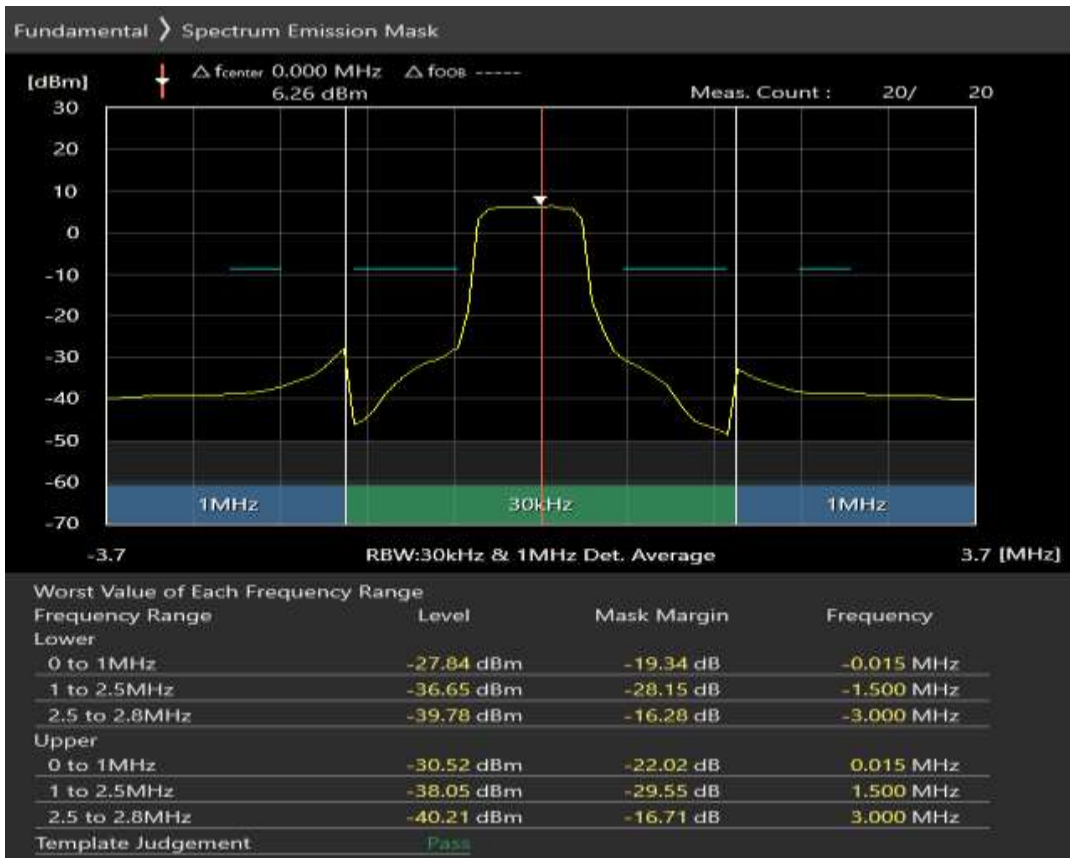 Fundamental 〉 Spectrum Emission Mask
[dBm] △ fcenter 0.000 MHz △ fOOB -----
6.26 dBm Meas. Count : 20/ 20
30
20
10
0
-10
-20
-30
-40
-50
-60
1MHz 30kHz 1MHz
-70
-3.7 RBW:30kHz & 1MHz Det. Average 3.7 [MHz]
Worst Value of Each Frequency Range
Frequency Range Level Mask Margin Frequency
Lower
0 to 1MHz -27.84 dBm -19.34 dB -0.015 MHz
1 to 2.5MHz -36.65 dBm -28.15 dB -1.500 MHz
2.5 to 2.8MHz -39.78 dBm -16.28 dB -3.000 MHz
Upper
0 to 1MHz -30.52 dBm -22.02 dB 0.015 MHz
1 to 2.5MHz -38.05 dBm -29.55 dB 1.500 MHz
2.5 to 2.8MHz -40.21 dBm -16.71 dB 3.000 MHz
Template Judgement Pass